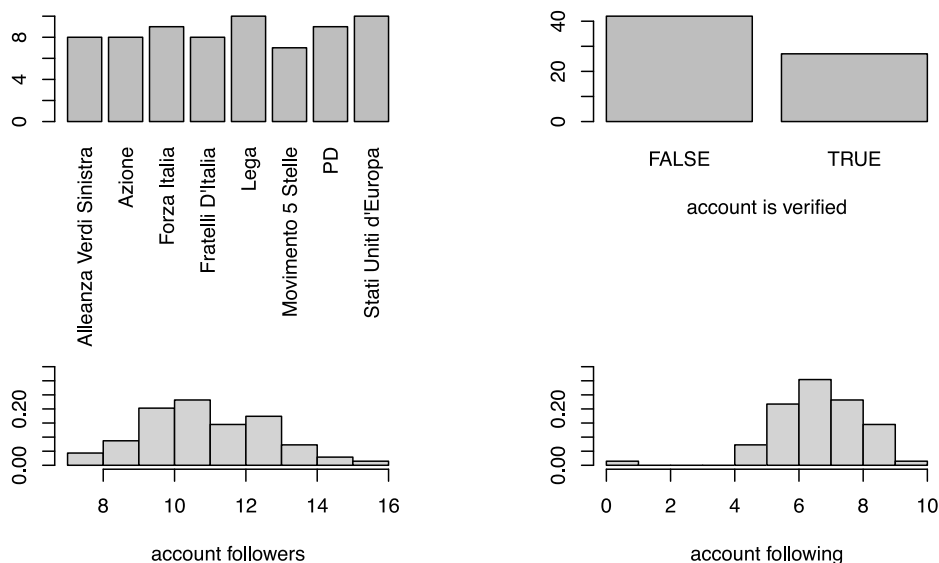 0 4 8
Alleanza Verdi Sinistra
Azione
Forza Italia
Fratelli D'Italia
Lega
Movimento 5 Stelle
PD
Stati Uniti d'Europa
0 20 40
FALSE TRUE
account is verified
0.00 0.20
8 10 12 14 16
account followers
0.00 0.20
0 2 4 6 8 10
account following